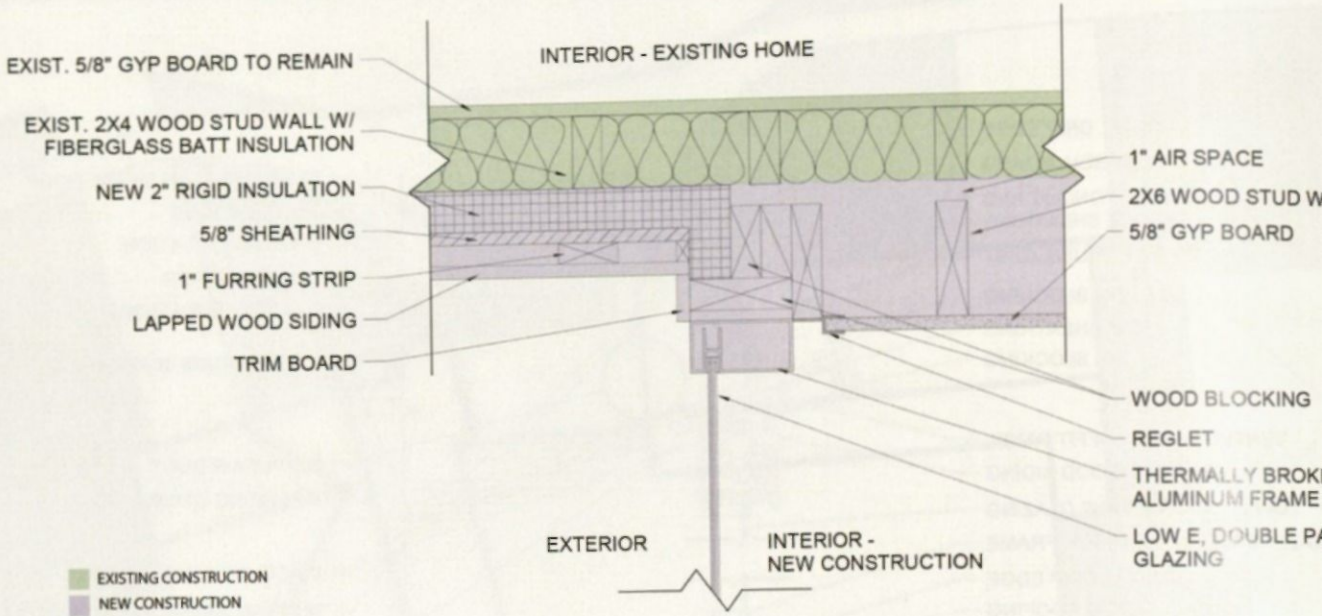 INTERIOR - EXISTING HOME
EXIST. 5/8" GYP BOARD TO REMAIN
EXIST. 2X4 WOOD STUD WALL W/
FIBERGLASS BATT INSULATION
NEW 2" RIGID INSULATION
5/8" SHEATHING
1" FURRING STRIP
LAPPED WOOD SIDING
TRIM BOARD
1" AIR SPACE
2X6 WOOD STUD
5/8" GYP BOARD
WOOD BLOCKING
REGLET
THERMALLY
ALUMINUM FRAME
LOW E, DOUBLE
GLAZING
EXTERIOR
INTERIOR -
NEW CONSTRUCTION
EXISTING CONSTRUCTION
NEW CONSTRUCTION